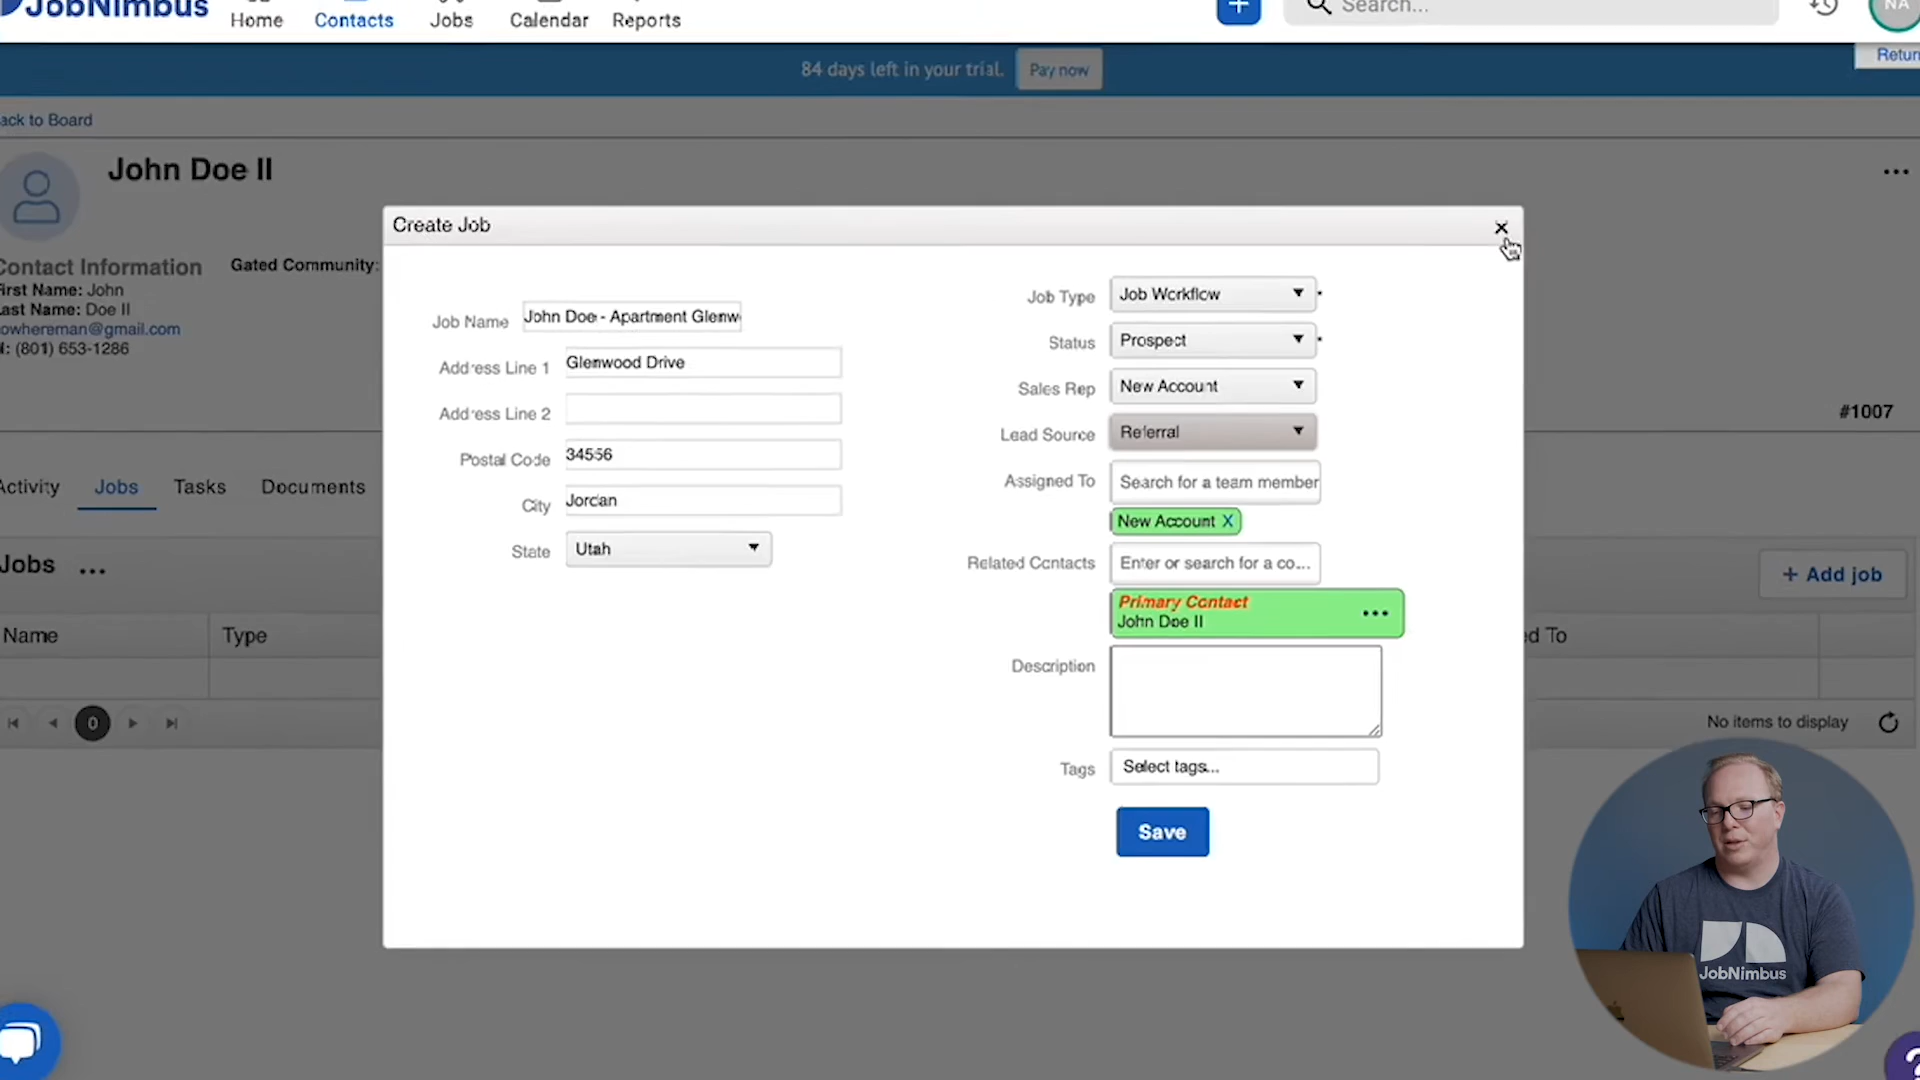 JobNimbus
Home
Contacts
Jobs
Calendar
Reports
Search...
NA
84 days left in your trial.
Pay now
Return
ack to Board
John Doe II
Contact Information
First Name: John
Last Name: Doe II
owhereman@gmail.com
: (801) 653-1286
Gated Community:
#1007
Activity
Jobs
Tasks
Documents
Jobs
+ Add job
Name
Type
ed To
0
No items to display
Create Job
Job Name
John Doe - Apartment Glenw
Address Line 1
Glenwood Drive
Address Line 2
Postal Code
34556
City
Jordan
State
Utah
Job Type
Job Workflow
Status
Prospect
Sales Rep
New Account
Lead Source
Referral
Assigned To
Search for a team member
New Account X
Related Contacts
Enter or search for a co...
Primary Contact
John Doe II
Description
Tags
Select tags...
Save
JobNimbus
?